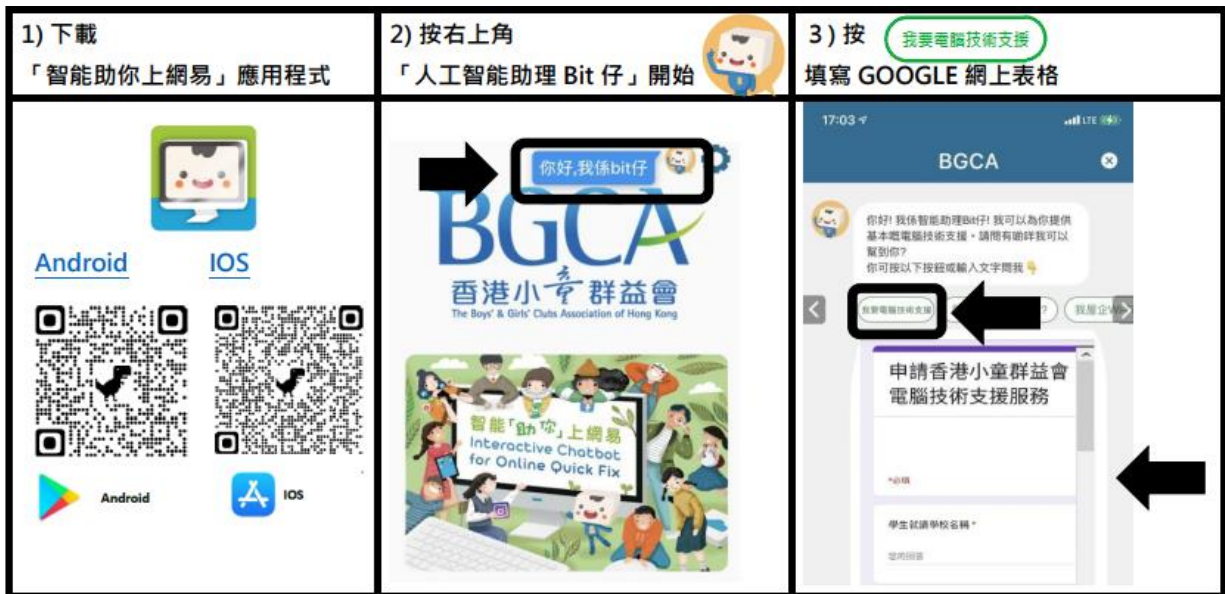 1) 下載
「智能助你上網易」應用程式
2) 按右上角
「人工智能助理 Bit 仔」開始
3) 按 我要電腦技術支援
填寫 GOOGLE 網上表格
Android IOS
Android IOS
你好,我係bit仔
BGCA
香港小童群益會
The Boys' & Girls' Clubs Association of Hong Kong
智能「助你」上網易
Interactive Chatbot
for Online Quick Fix
17:03
LTE
BGCA
你好! 我係智能助理Bit仔! 我可以為你提供
基本嘅電腦技術支援。請問有啲咩我可以
幫到你?
你可按以下按鈕或輸入文字問我👇
我要電腦技術支援 ?) 我屋企W
申請香港小童群益會
電腦技術支援服務
*必填
學生就讀學校名稱 *
您的回答